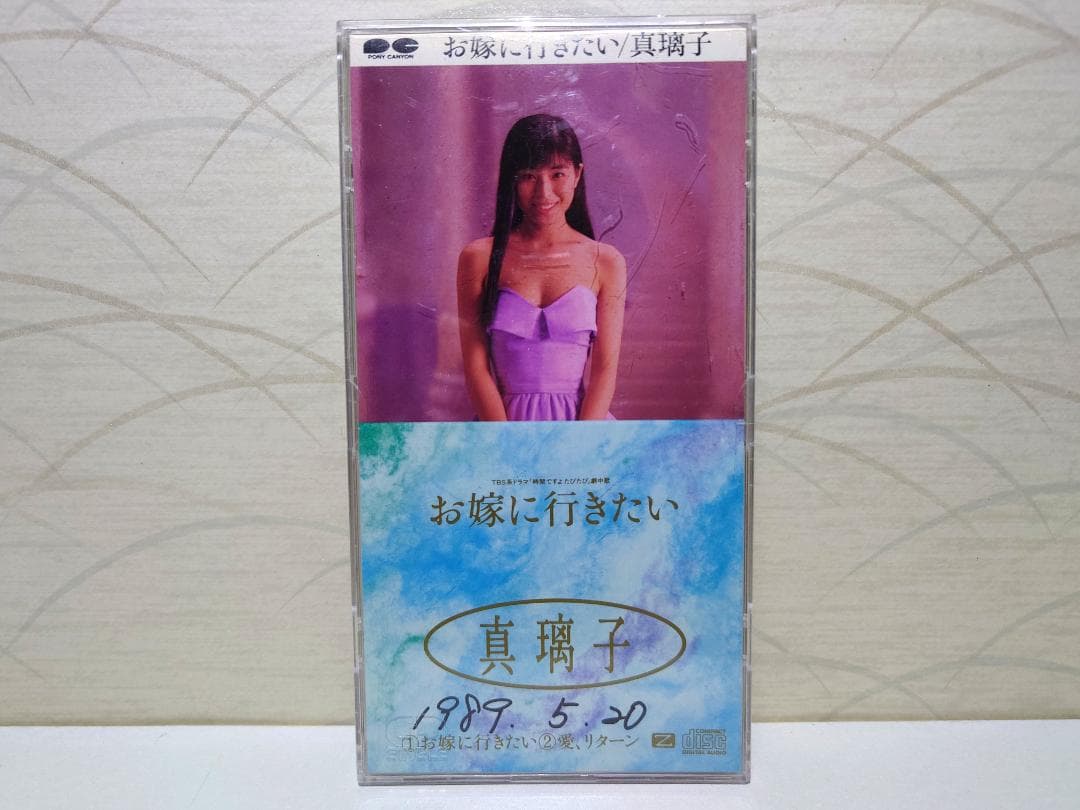 PONY CANYON
お嫁に行きたい/真璃子
TBS系ドラマ「時間ですよたびたび」劇中歌
お嫁に行きたい
真璃子
1989. 5. 20
①お嫁に行きたい②愛、リターン
COMPACT
disc
DIGITAL AUDIO